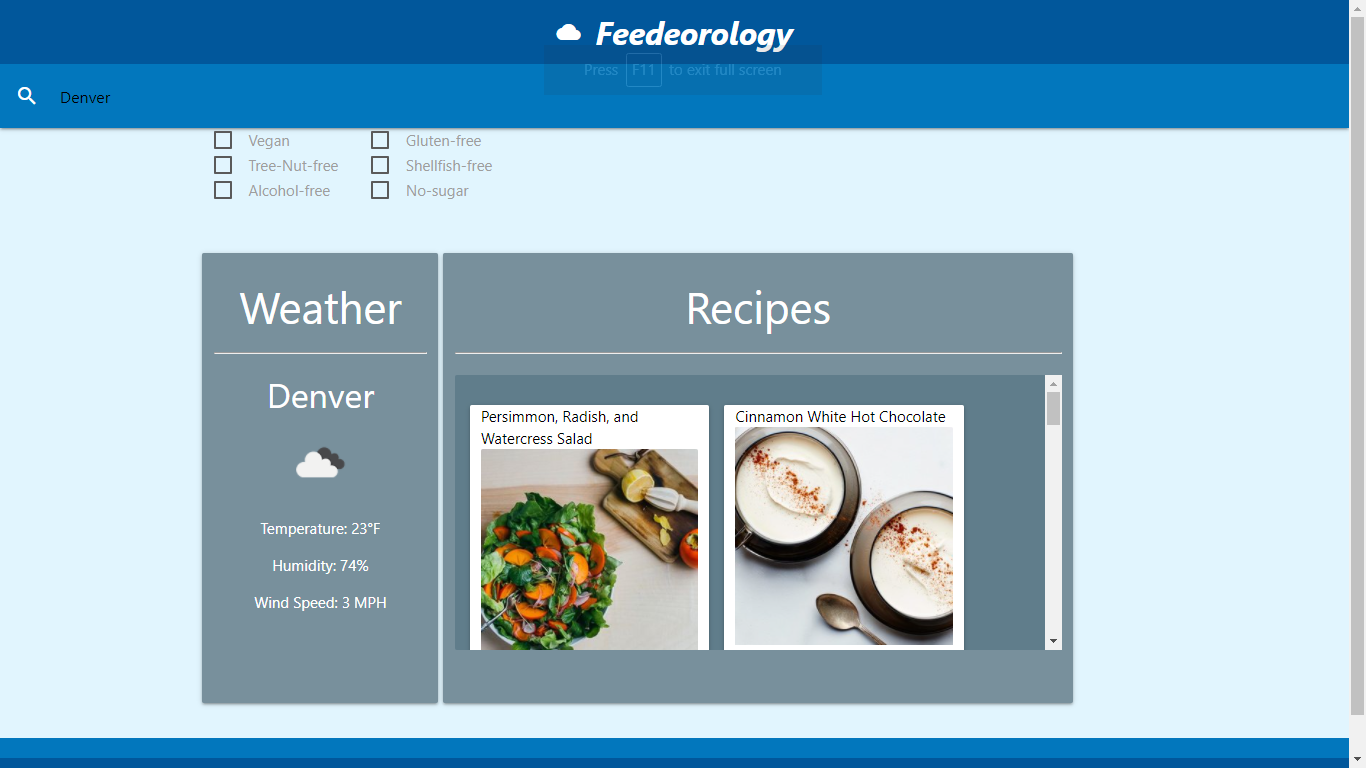 Feedeorology
Press F11 to exit full screen
Denver
Vegan Gluten-free
Tree-Nut-free Shellfish-free
Alcohol-free No-sugar
Weather
Denver
Temperature: 23°F
Humidity: 74%
Wind Speed: 3 MPH
Recipes
Persimmon, Radish, and
Watercress Salad
Cinnamon White Hot Chocolate